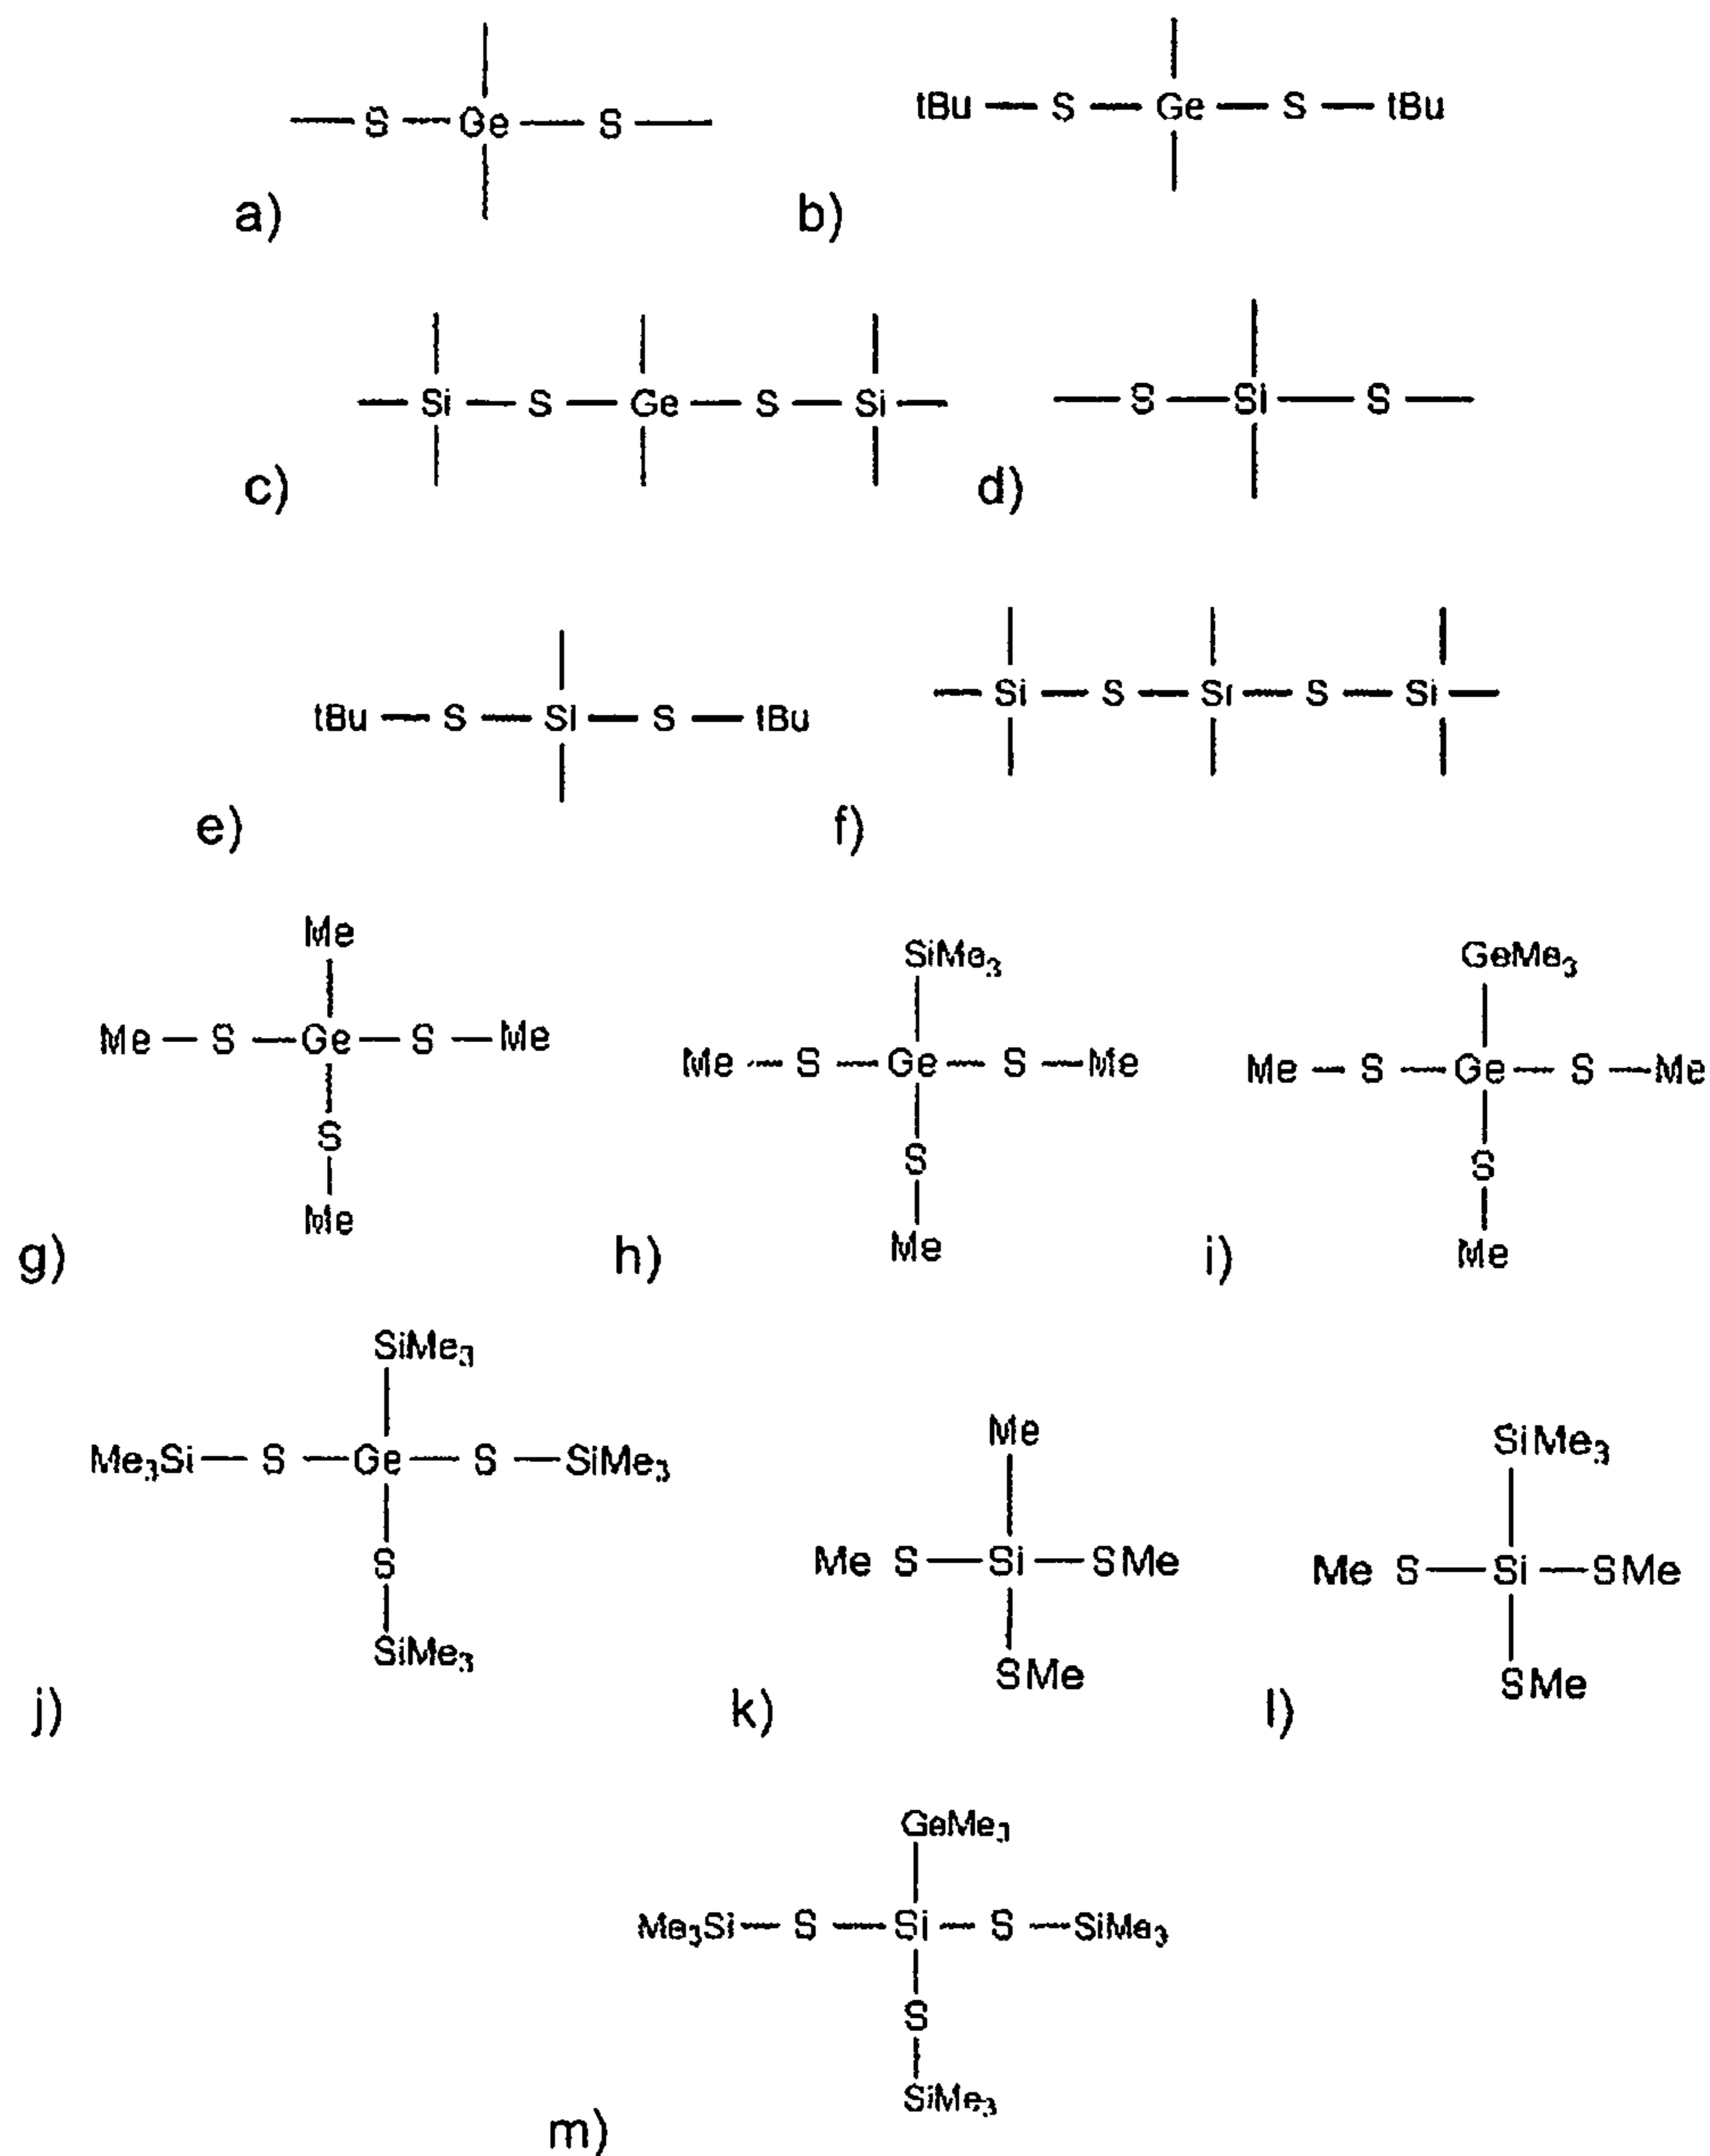 S Ge S
a)
tBu S Ge S tBu
b)
Si S Ge S Si
c)
S Si S
d)
tBu S Si S tBu
e)
Si S Si S Si
f)
Me
Me S Ge S Me
S
Me
g)
SiMe3
Me S Ge S Me
S
Me
h)
GeMe3
Me S Ge S Me
S
Me
i)
SiMe3
Me3Si S Ge S SiMe3
S
SiMe3
j)
Me
Me S Si SMe
SMe
k)
SiMe3
Me S Si SMe
SMe
l)
GeMe3
Me3Si S Si S SiMe3
S
SiMe3
m)